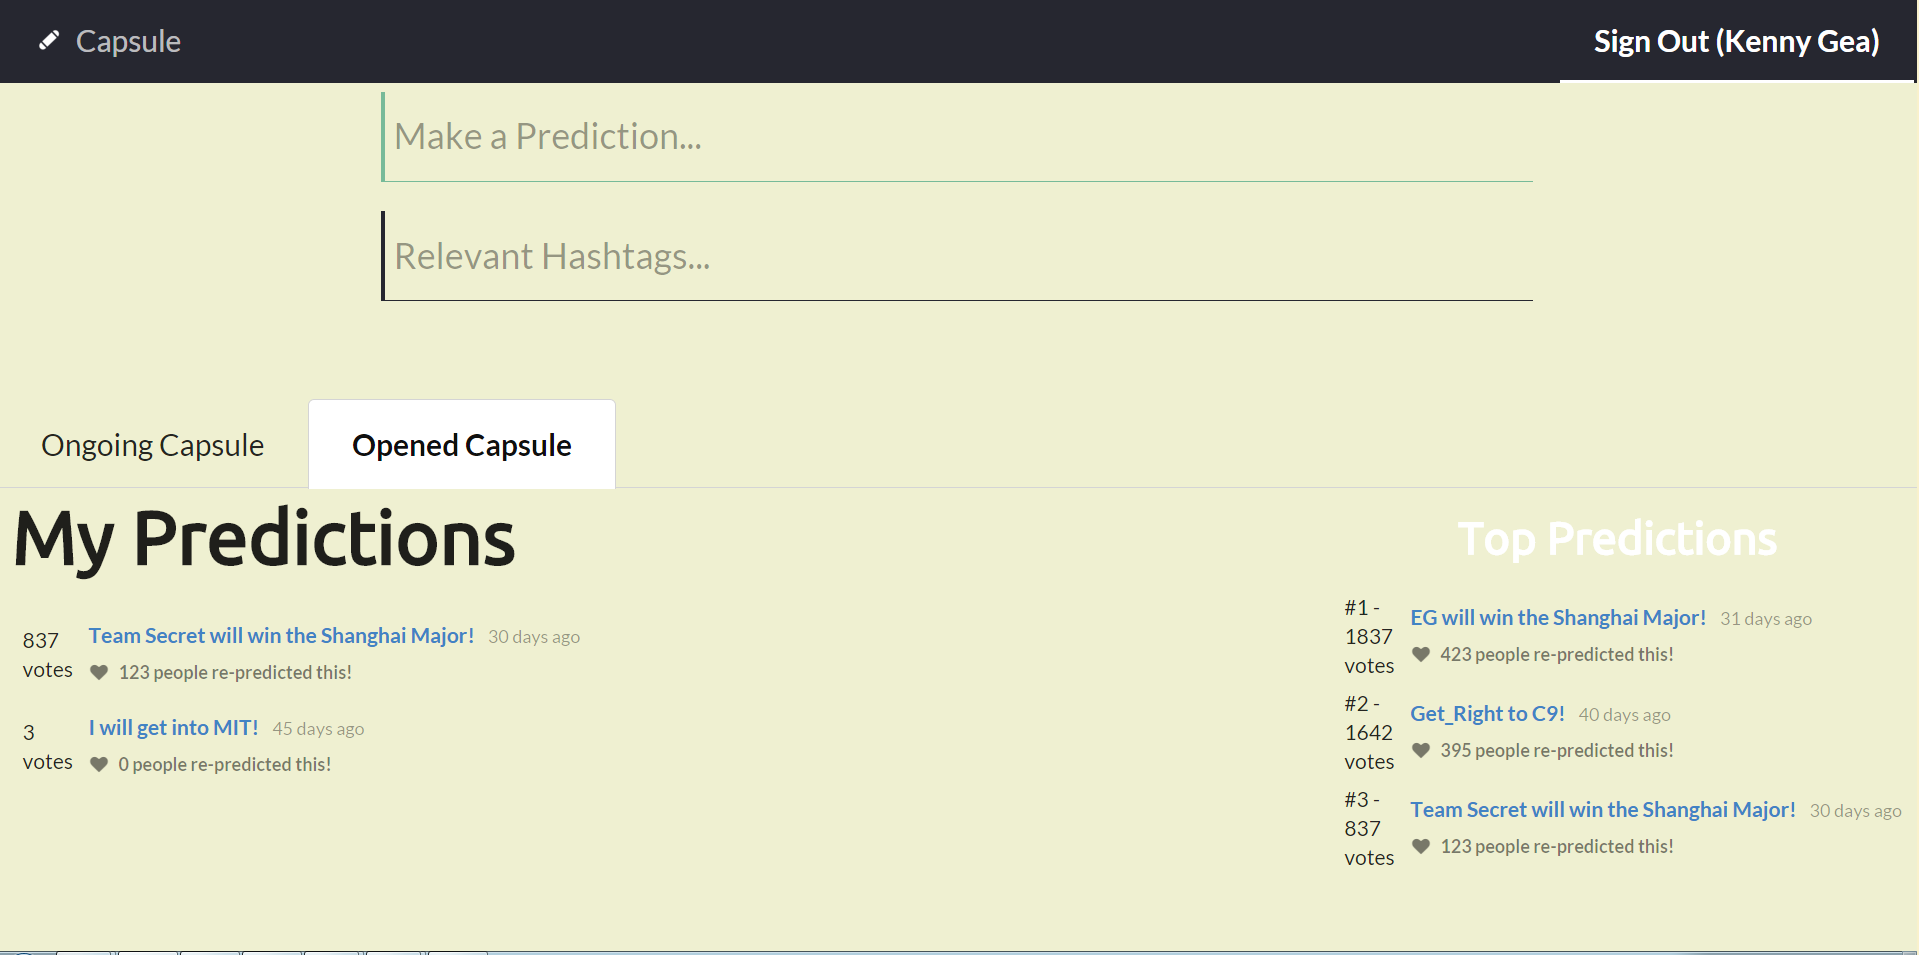 Capsule
Sign Out (Kenny Gea)
Make a Prediction...
Relevant Hashtags...
Ongoing Capsule
Opened Capsule
My Predictions
837
votes
Team Secret will win the Shanghai Major! 30 days ago
123 people re-predicted this!
3
votes
I will get into MIT! 45 days ago
0 people re-predicted this!
Top Predictions
#1 -
1837
votes
EG will win the Shanghai Major! 31 days ago
423 people re-predicted this!
#2 -
1642
votes
Get_Right to C9! 40 days ago
395 people re-predicted this!
#3 -
837
votes
Team Secret will win the Shanghai Major! 30 days ago
123 people re-predicted this!